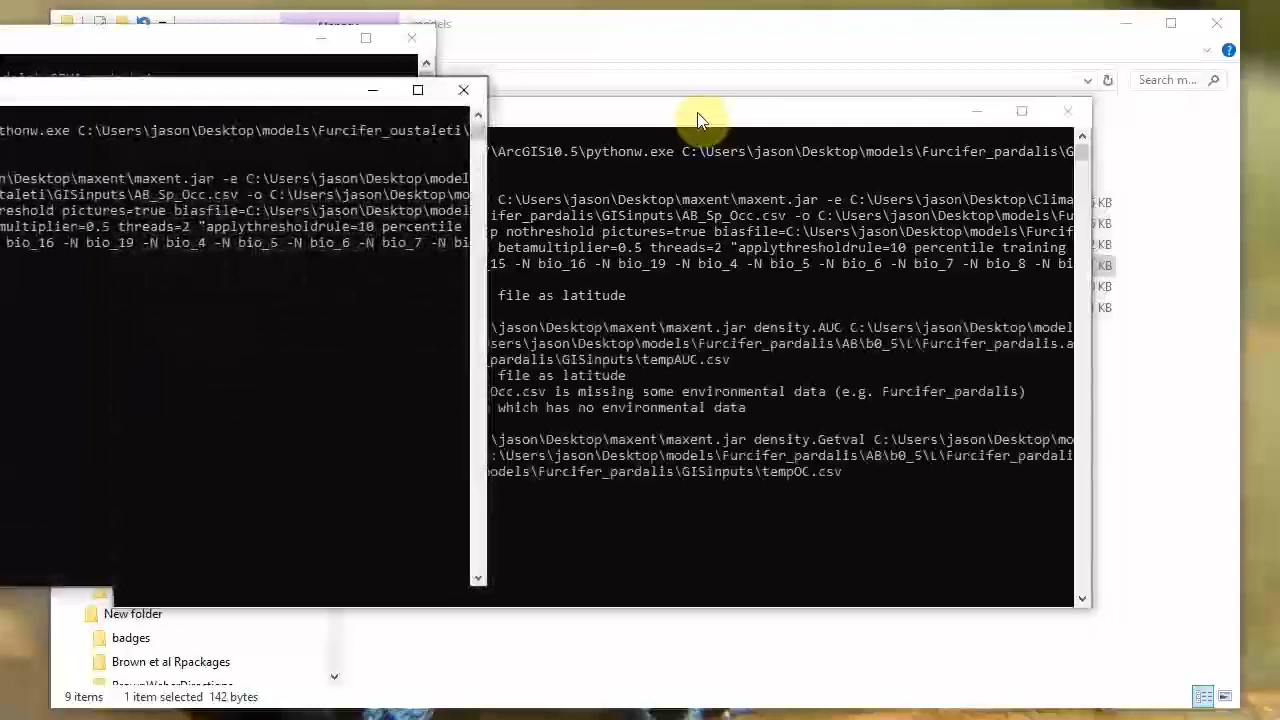 models
Search m...
thonw.exe C:\Users\jason\Desktop\models\Furcifer_oustaleti\
n\Desktop\maxent\maxent.jar -e C:\Users\jason\Desktop\model
taleti\GISinputs\AB_Sp_Occ.csv -o C:\Users\jason\Desktop\mo
reshold pictures=true biasfile=C:\Users\jason\Desktop\model
tamultiplier=0.5 threads=2 "applythresholdrule=10 percentile
bio_16 -N bio_19 -N bio_4 -N bio_5 -N bio_6 -N bio_7 -N bi
\ArcGIS10.5\pythonw.exe C:\Users\jason\Desktop\models\Furcifer_pardalis\G
C:\Users\jason\Desktop\maxent\maxent.jar -e C:\Users\jason\Desktop\Clima
ifer_pardalis\GISinputs\AB_Sp_Occ.csv -o C:\Users\jason\Desktop\models\Fu
p nothreshold pictures=true biasfile=C:\Users\jason\Desktop\models\Furcif
betamultiplier=0.5 threads=2 "applythresholdrule=10 percentile training
15 -N bio_16 -N bio_19 -N bio_4 -N bio_5 -N bio_6 -N bio_7 -N bio_8 -N bi
file as latitude
\jason\Desktop\maxent\maxent.jar density.AUC C:\Users\jason\Desktop\model
sers\jason\Desktop\models\Furcifer_pardalis\AB\b0_5\L\Furcifer_pardalis.a
pardalis\GISinputs\tempAUC.csv
file as latitude
Occ.csv is missing some environmental data (e.g. Furcifer_pardalis)
which has no environmental data
\jason\Desktop\maxent\maxent.jar density.Getval C:\Users\jason\Desktop\mo
:\Users\jason\Desktop\models\Furcifer_pardalis\AB\b0_5\L\Furcifer_pardali
odels\Furcifer_pardalis\GISinputs\tempOC.csv
KB
KB
KB
KB
KB
KB
New folder
badges
Brown et al Rpackages
9 items 1 item selected 142 bytes